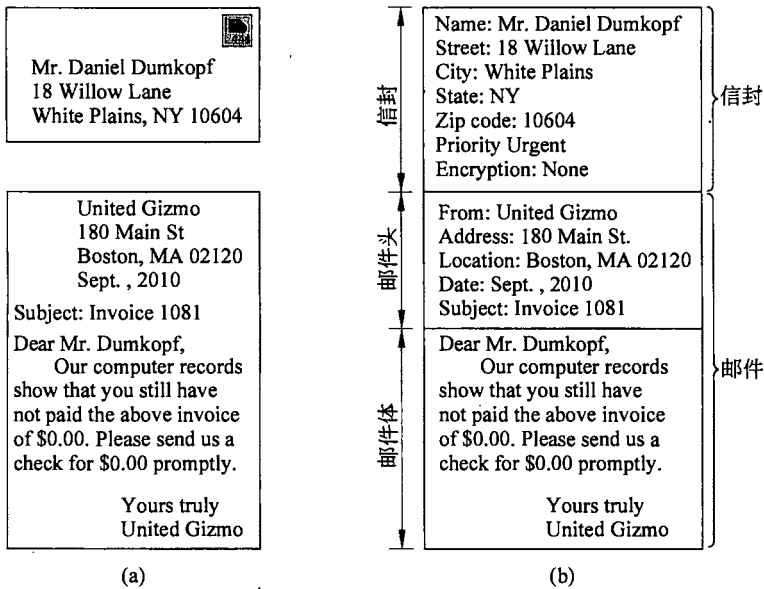 Mr. Daniel Dumkopf
18 Willow Lane
White Plains, NY 10604
United Gizmo
180 Main St
Boston, MA 02120
Sept. , 2010
Subject: Invoice 1081
Dear Mr. Dumkopf,
Our computer records
show that you still have
not paid the above invoice
of $0.00. Please send us a
check for $0.00 promptly.
Yours truly
United Gizmo
(a)
信封
邮件头
邮件体
Name: Mr. Daniel Dumkopf
Street: 18 Willow Lane
City: White Plains
State: NY
Zip code: 10604
Priority Urgent
Encryption: None
From: United Gizmo
Address: 180 Main St.
Location: Boston, MA 02120
Date: Sept. , 2010
Subject: Invoice 1081
Dear Mr. Dumkopf,
Our computer records
show that you still have
not paid the above invoice
of $0.00. Please send us a
check for $0.00 promptly.
Yours truly
United Gizmo
信封
邮件
(b)